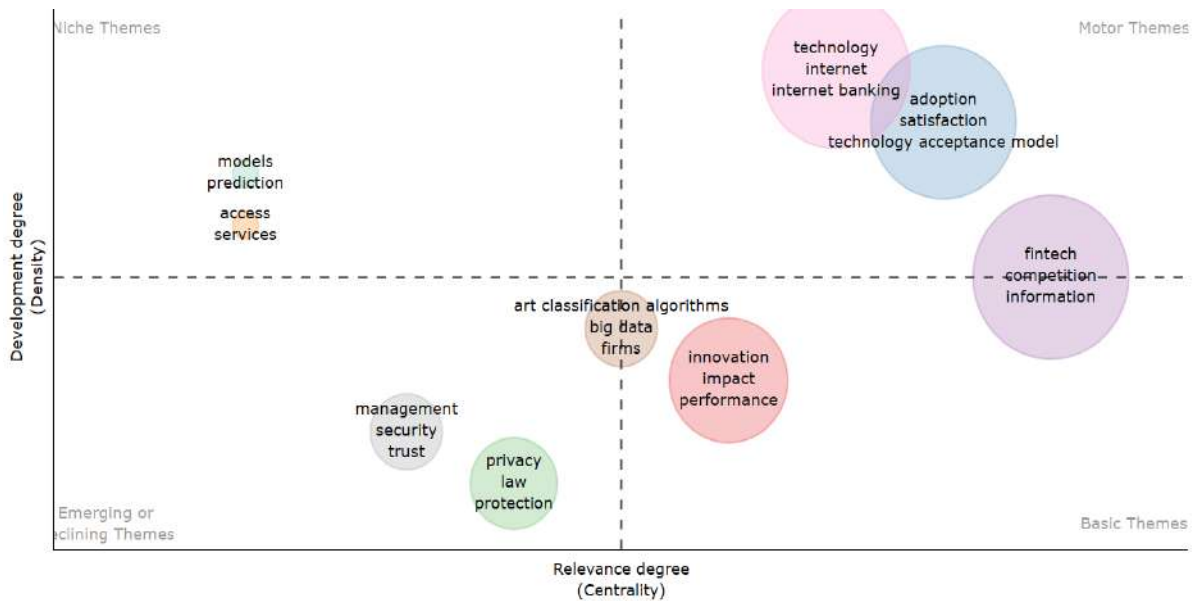 Niche Themes
Motor Themes
technology
internet
internet banking
adoption
satisfaction
technology acceptance model
models
prediction
access
services
fintech
competition
information
art classification algorithms
big data
firms
innovation
impact
performance
management
security
trust
privacy
law
protection
Emerging or
eclining Themes
Basic Themes
Development degree
(Density)
Relevance degree
(Centrality)